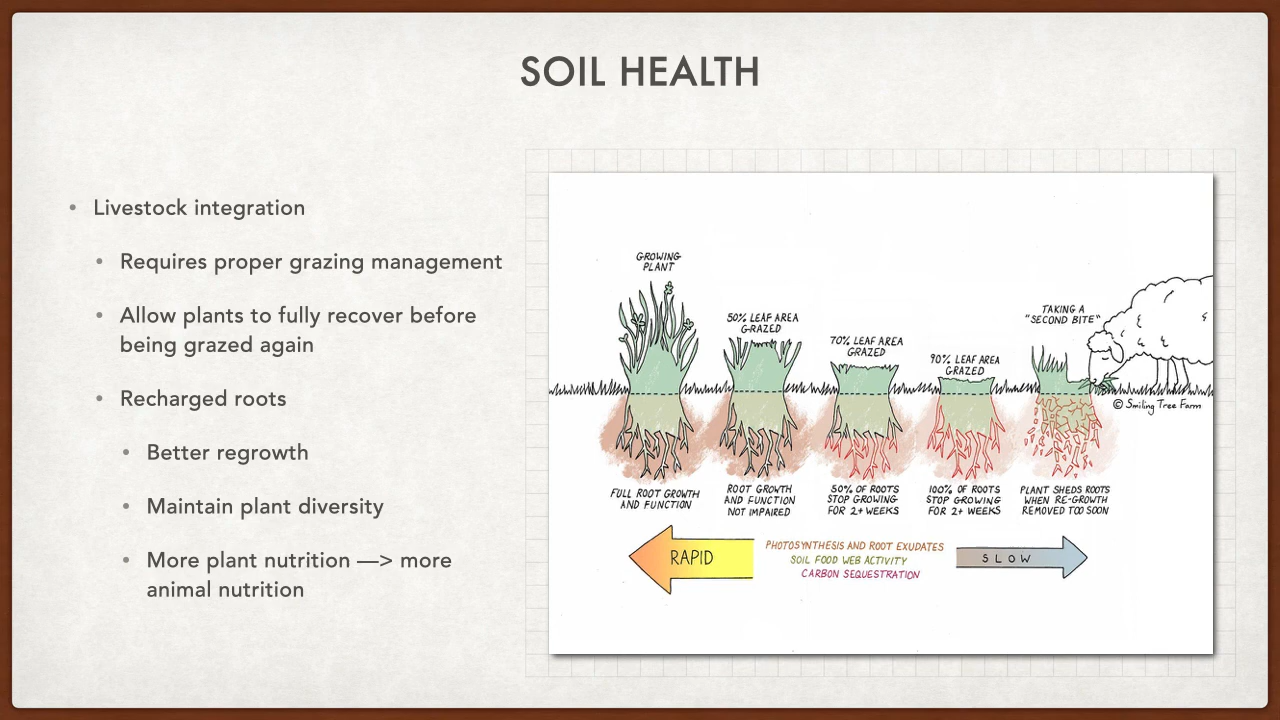 SOIL HEALTH
• Livestock integration
• Requires proper grazing management
• Allow plants to fully recover before
being grazed again
• Recharged roots
• Better regrowth
• Maintain plant diversity
• More plant nutrition —> more
animal nutrition
GROWING
PLANT
50% LEAF AREA
GRAZED
70% LEAF AREA
GRAZED
90% LEAF AREA
GRAZED
TAKING A
"SECOND BITE"
© Smiling Tree Farm
FULL ROOT GROWTH
AND FUNCTION
ROOT GROWTH
AND FUNCTION
NOT IMPAIRED
50% OF ROOTS
STOP GROWING
FOR 2+ WEEKS
100% OF ROOTS
STOP GROWING
FOR 2+ WEEKS
PLANT SHEDS ROOTS
WHEN RE-GROWTH
REMOVED TOO SOON
RAPID
PHOTOSYNTHESIS AND ROOT EXUDATES
SOIL FOOD WEB ACTIVITY
CARBON SEQUESTRATION
SLOW